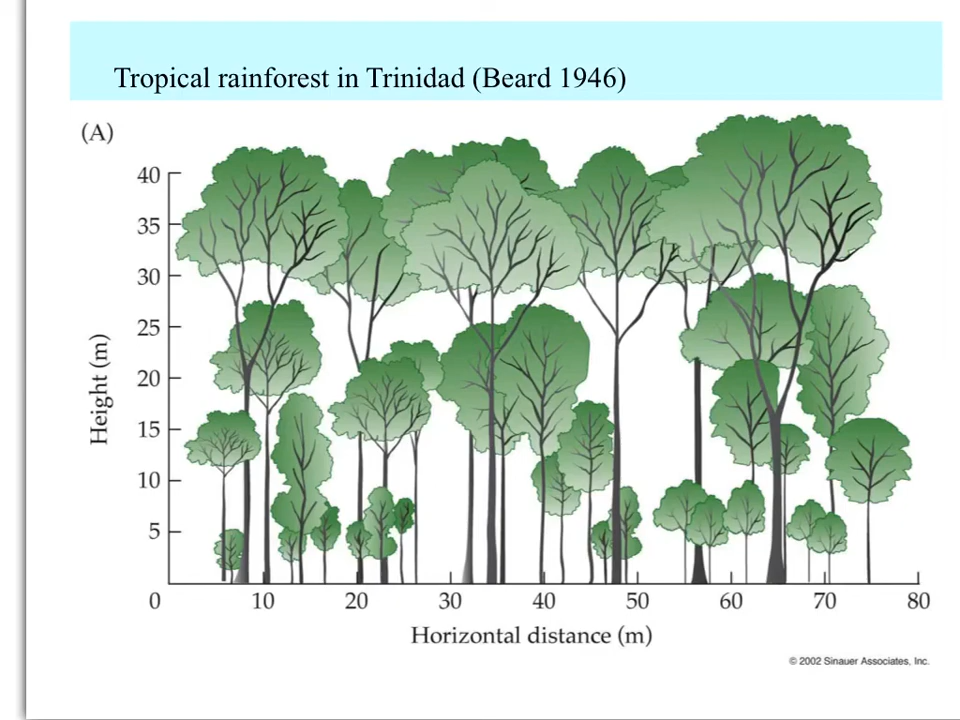 Tropical rainforest in Trinidad (Beard 1946)
(A)
40
35
30
25
20
15
10
5
Height (m)
0 10 20 30 40 50 60 70 80
Horizontal distance (m)
© 2002 Sinauer Associates, Inc.